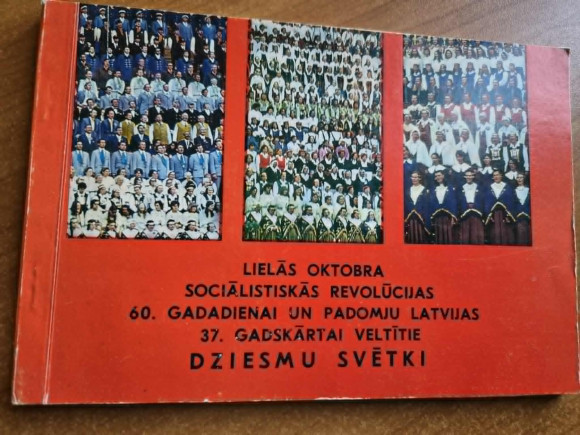 LIELĀS OKTOBRA
SOCIĀLISTISKĀS REVOLŪCIJAS
60. GADADIENAI UN PADOMJU LATVIJAS
37. GADSKĀRTAI VELTĪTIE
DZIESMU SVĒTKI